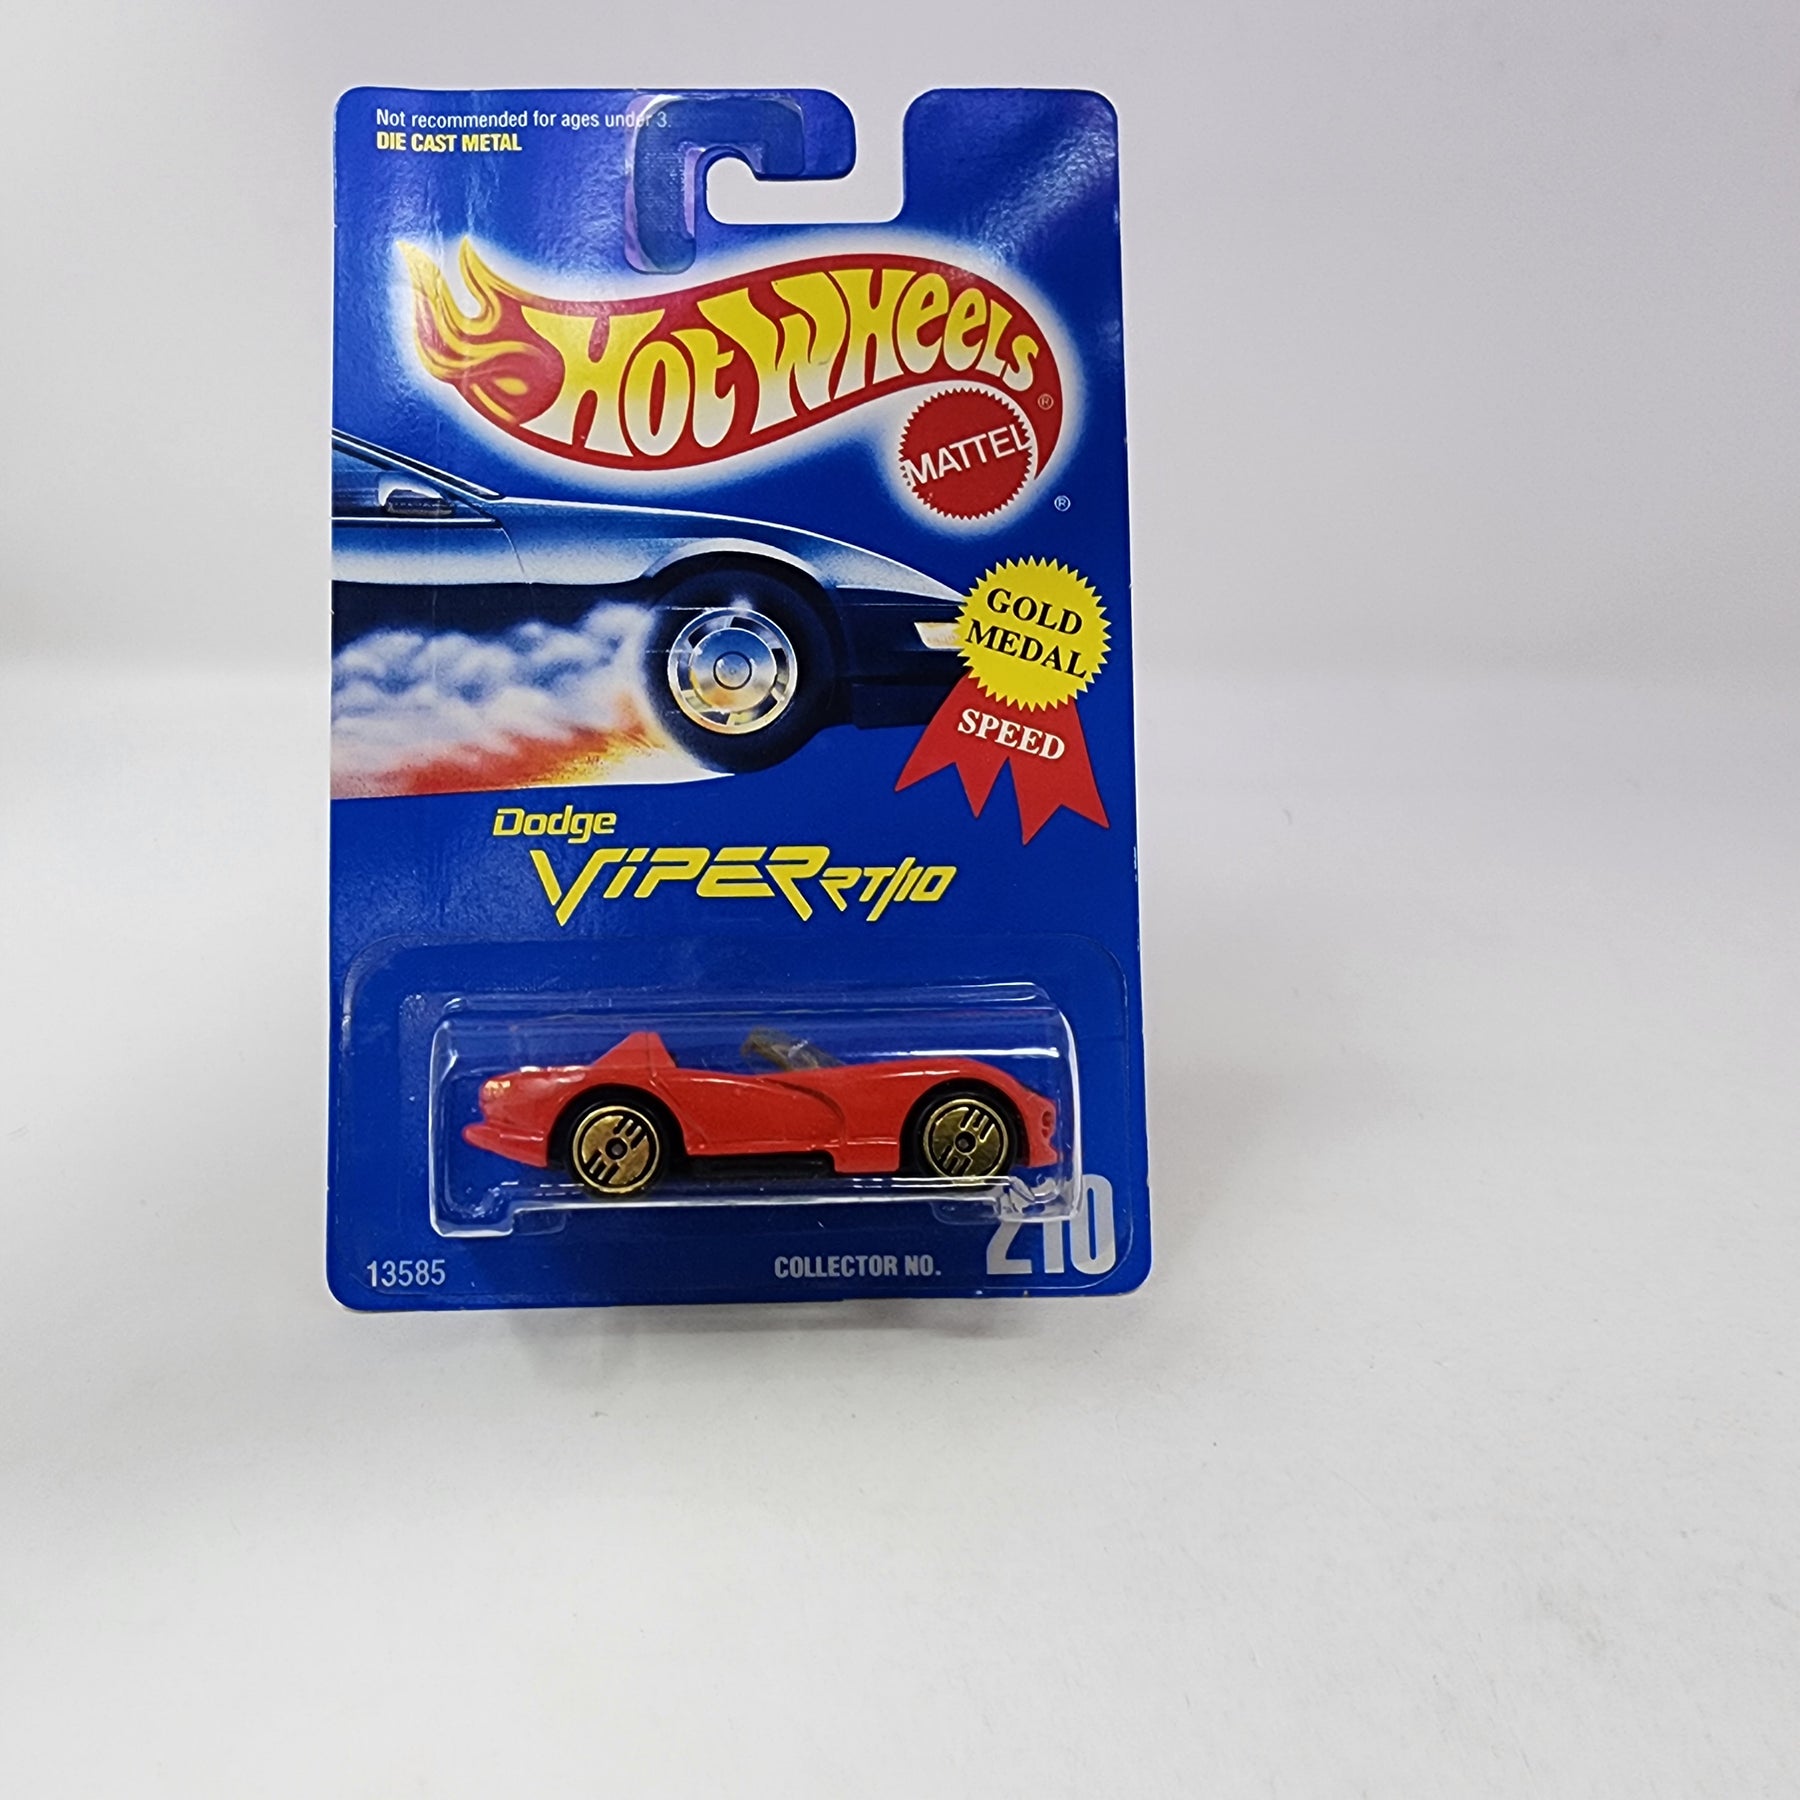 Not recommended for ages under 3.
DIE CAST METAL
HOT WHEELS
®
MATTEL
®
GOLD
MEDAL
SPEED
Dodge
VIPER RT/10
13585
COLLECTOR NO. 210